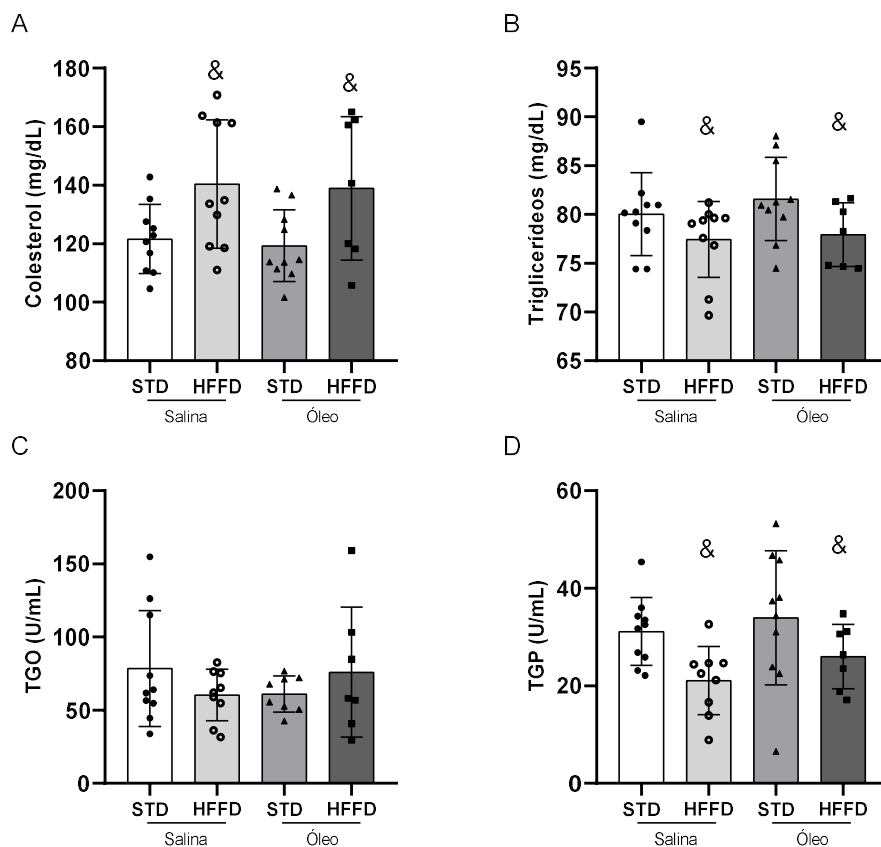 A
Colesterol (mg/dL)
180
160
140
120
100
80
&
&
STD HFFD STD HFFD
Salina Óleo
B
Triglicerídeos (mg/dL)
95
90
85
80
75
70
65
&
&
STD HFFD STD HFFD
Salina Óleo
C
TGO (U/mL)
200
150
100
50
0
STD HFFD STD HFFD
Salina Óleo
D
TGP (U/mL)
60
40
20
0
&
&
STD HFFD STD HFFD
Salina Óleo